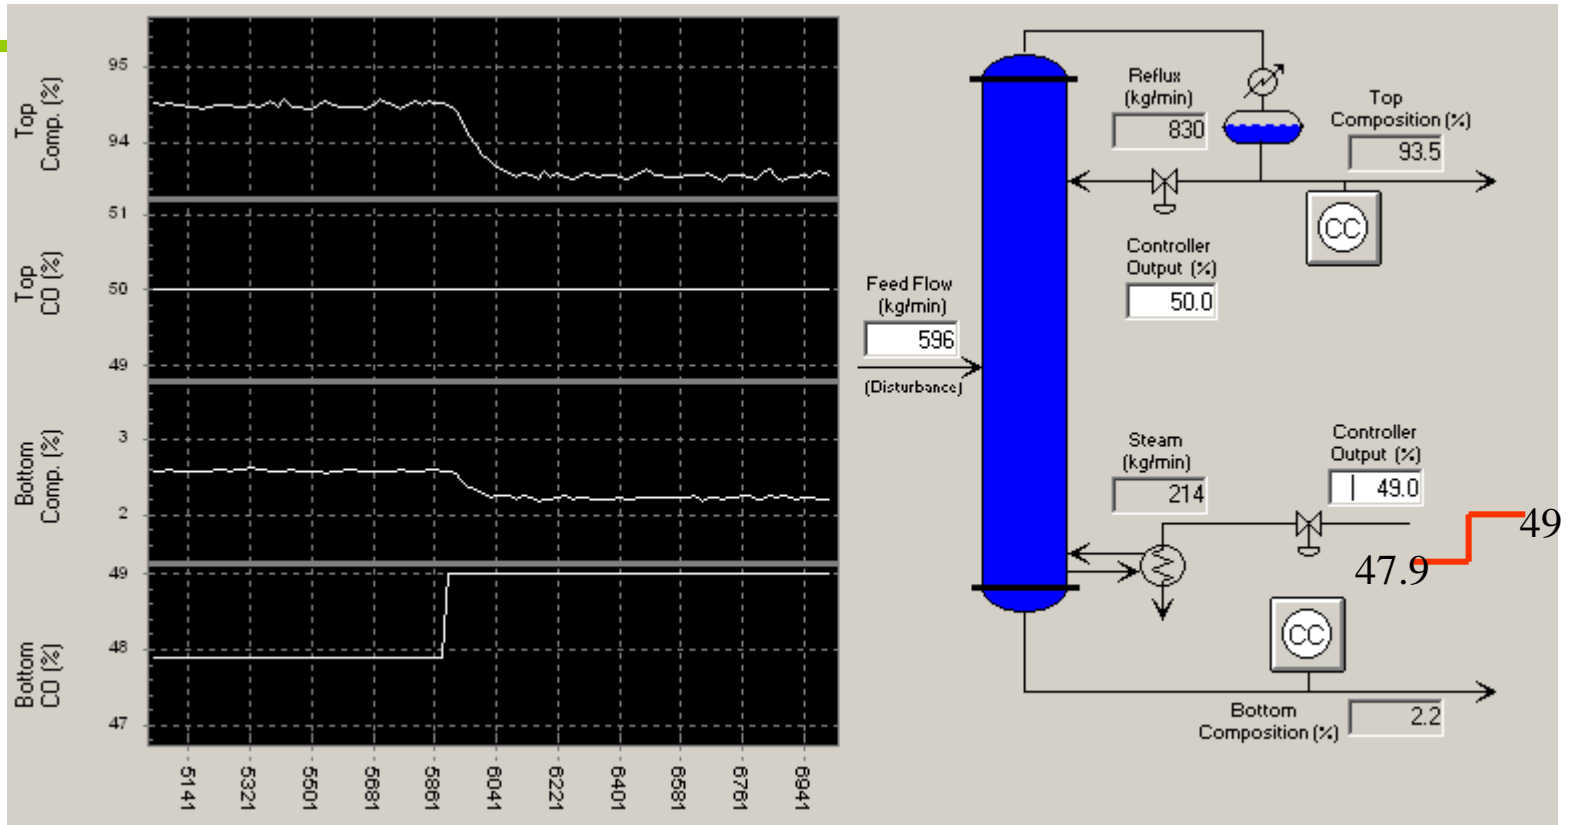 Top
Comp. (%)
95
94
Top
CO (%)
51
50
49
Bottom
Comp. (%)
3
2
Bottom
CO (%)
49
48
47
5141
5321
5501
5681
5861
6041
6221
6401
6581
6761
6941
Reflux
(kg/min)
830
Top
Composition (%)
93.5
CC
Controller
Output (%)
50.0
Feed Flow
(kg/min)
596
(Disturbance)
Steam
(kg/min)
214
Controller
Output (%)
49.0
49
47.9
CC
Bottom
Composition (%)
2.2